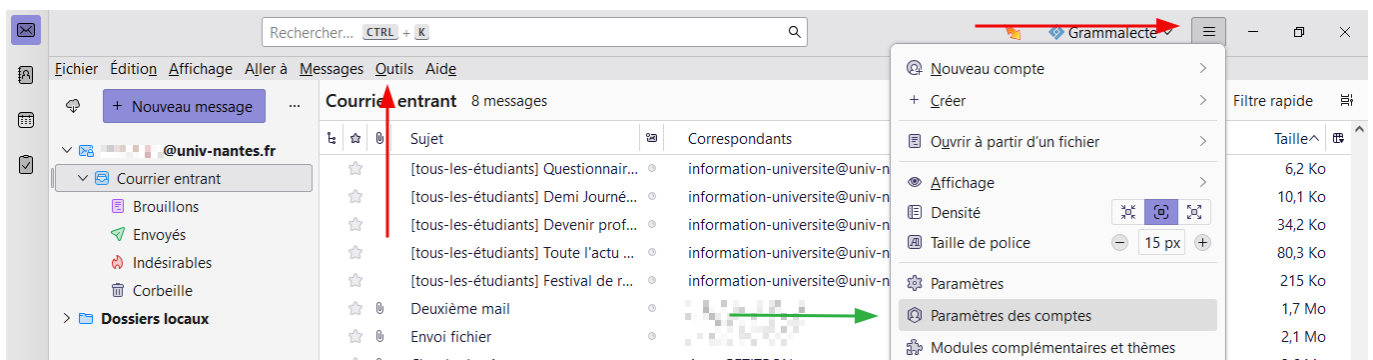 Rechercher... CTRL + K
Grammalecte
Fichier Édition Affichage Aller à Messages Outils Aide
+ Nouveau message ...
Courrier entrant 8 messages
Filtre rapide
Sujet Correspondants Taille
@univ-nantes.fr
Courrier entrant
Brouillons
Envoyés
Indésirables
Corbeille
Dossiers locaux
[tous-les-étudiants] Questionnair... information-universite@univ-n 6,2 Ko
[tous-les-étudiants] Demi Journé... information-universite@univ-n 10,1 Ko
[tous-les-étudiants] Devenir prof... information-universite@univ-n 34,2 Ko
[tous-les-étudiants] Toute l'actu ... information-universite@univ-n 80,3 Ko
[tous-les-étudiants] Festival de r... information-universite@univ-n 215 Ko
Deuxième mail 1,7 Mo
Envoi fichier 2,1 Mo
Nouveau compte
+ Créer
Ouvrir à partir d'un fichier
Affichage
Densité
Taille de police 15 px
Paramètres
Paramètres des comptes
Modules complémentaires et thèmes